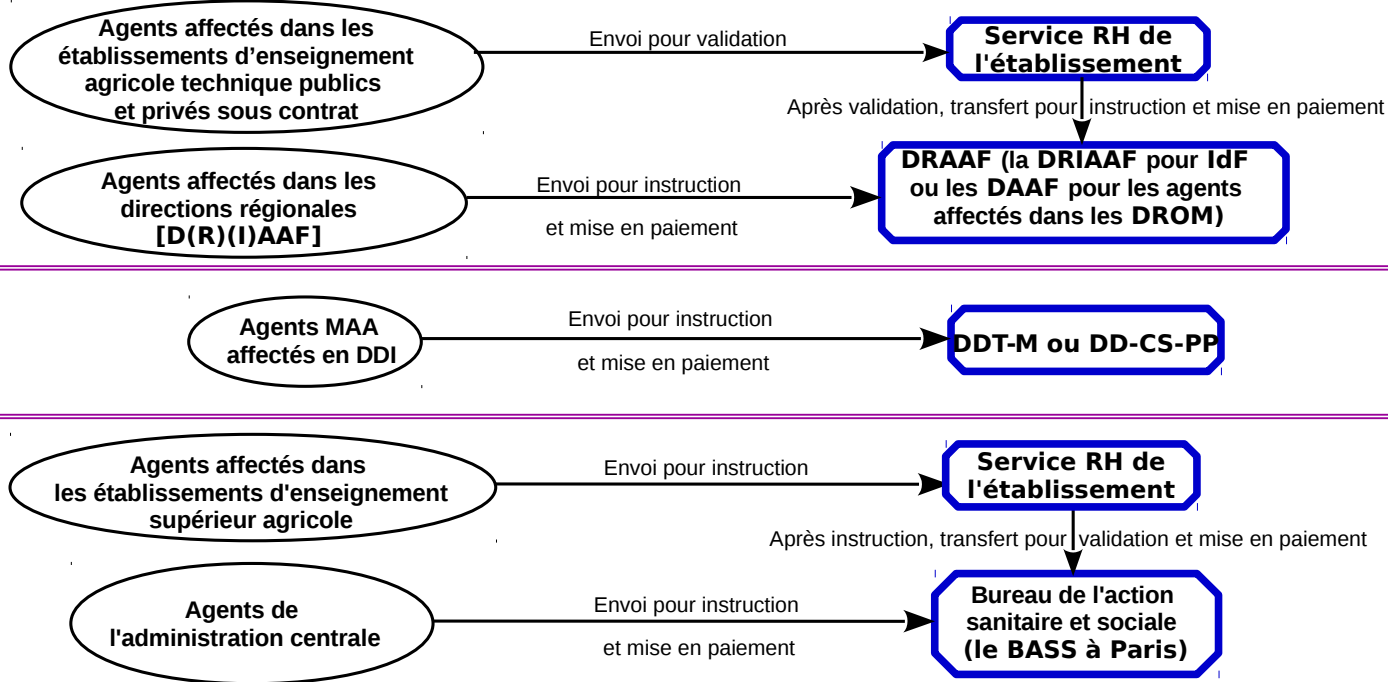 Agents affectés dans les
établissements d’enseignement
agricole technique publics
et privés sous contrat
Envoi pour validation
Service RH de
l'établissement
Après validation, transfert pour instruction et mise en paiement
Agents affectés dans les
directions régionales
[D(R)(I)AAF]
Envoi pour instruction
et mise en paiement
DRAAF (la DRIAAF pour IdF
ou les DAAF pour les agents
affectés dans les DROM)
Agents MAA
affectés en DDI
Envoi pour instruction
et mise en paiement
DDT-M ou DD-CS-PP
Agents affectés dans
les établissements d'enseignement
supérieur agricole
Envoi pour instruction
Service RH de
l'établissement
Après instruction, transfert pour validation et mise en paiement
Agents de
l'administration centrale
Envoi pour instruction
et mise en paiement
Bureau de l'action
sanitaire et sociale
(le BASS à Paris)